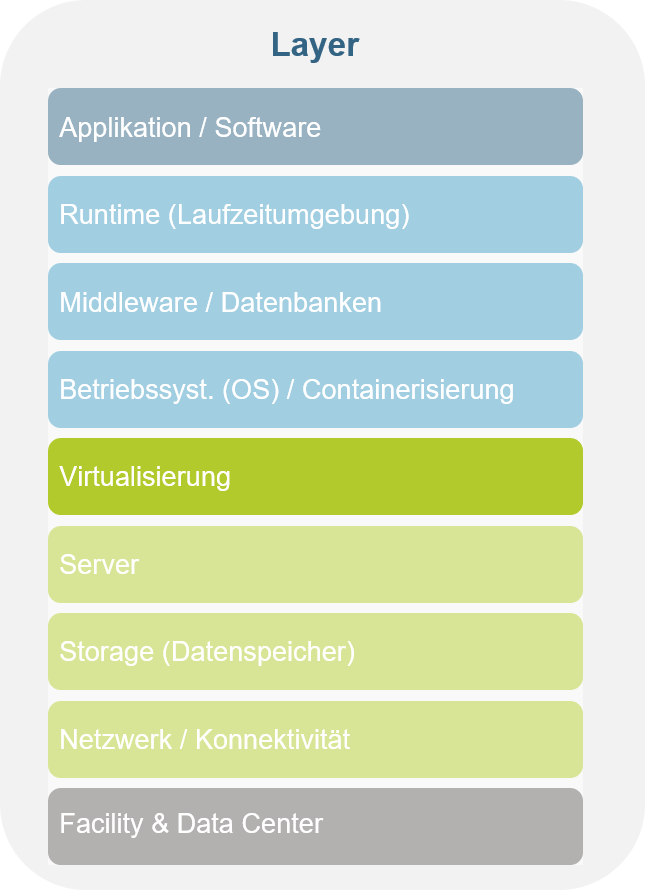 Layer
Applikation / Software
Runtime (Laufzeitumgebung)
Middleware / Datenbanken
Betriebssyst. (OS) / Containerisierung
Virtualisierung
Server
Storage (Datenspeicher)
Netzwerk / Konnektivität
Facility & Data Center